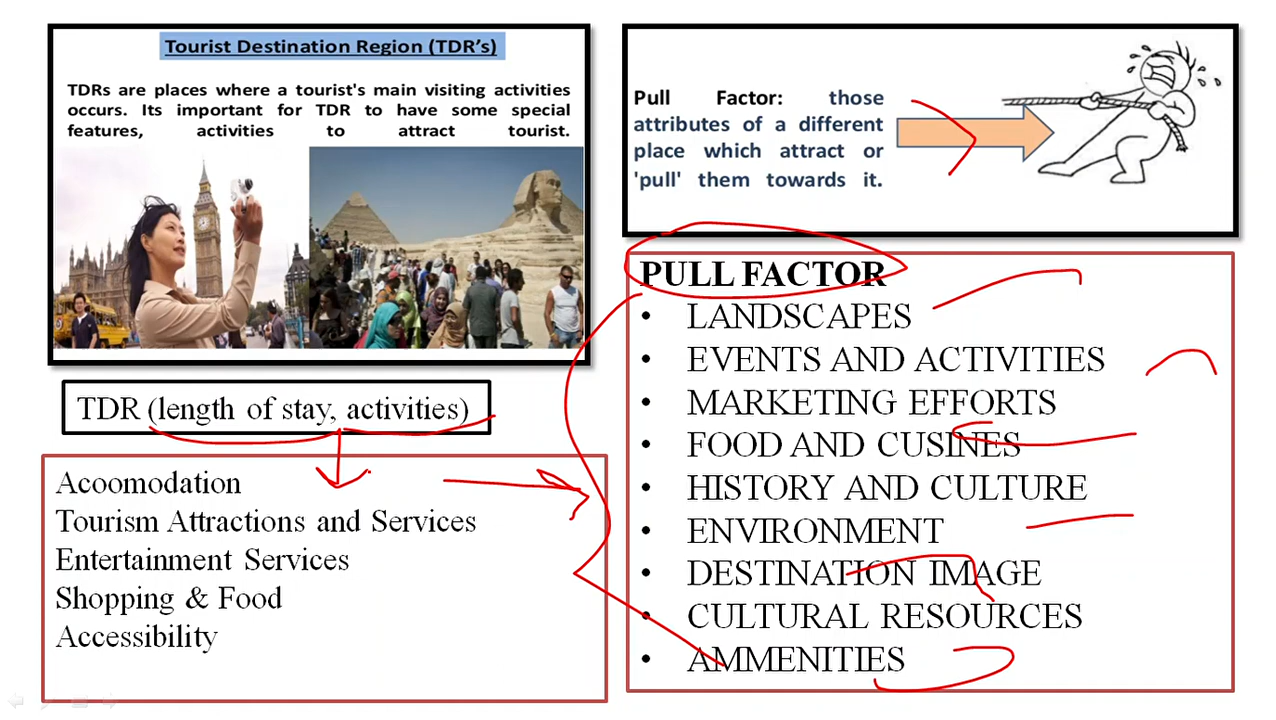 Tourist Destination Region (TDR's)
TDRs are places where a tourist's main visiting activities
occurs. Its important for TDR to have some special
features, activities to attract tourist.
TDR (length of stay, activities)
Acoomodation
Tourism Attractions and Services
Entertainment Services
Shopping & Food
Accessibility
Pull Factor: those
attributes of a different
place which attract or
'pull' them towards it.
PULL FACTOR
• LANDSCAPES
• EVENTS AND ACTIVITIES
• MARKETING EFFORTS
• FOOD AND CUSINES
• HISTORY AND CULTURE
• ENVIRONMENT
• DESTINATION IMAGE
• CULTURAL RESOURCES
• AMMENITIES